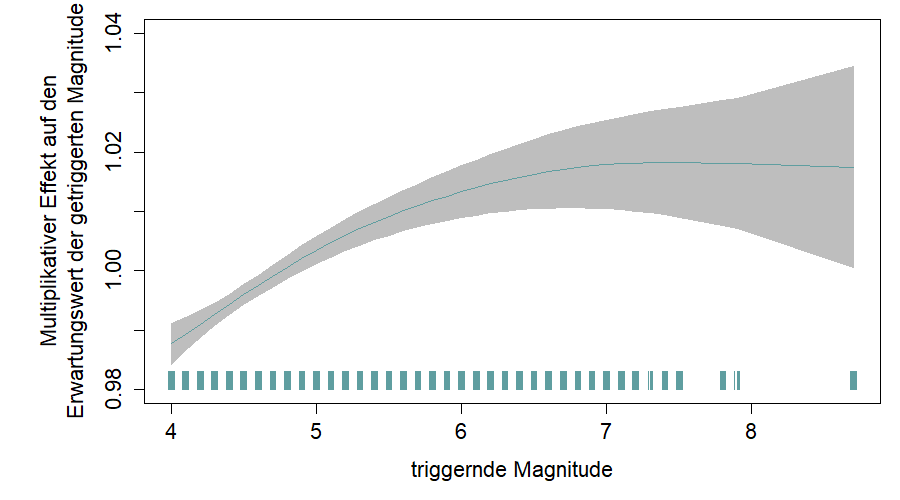 Multiplikativer Effekt auf den
Erwartungswert der getriggerten Magnitude
1.04
1.02
1.00
0.98
4 5 6 7 8
triggernde Magnitude